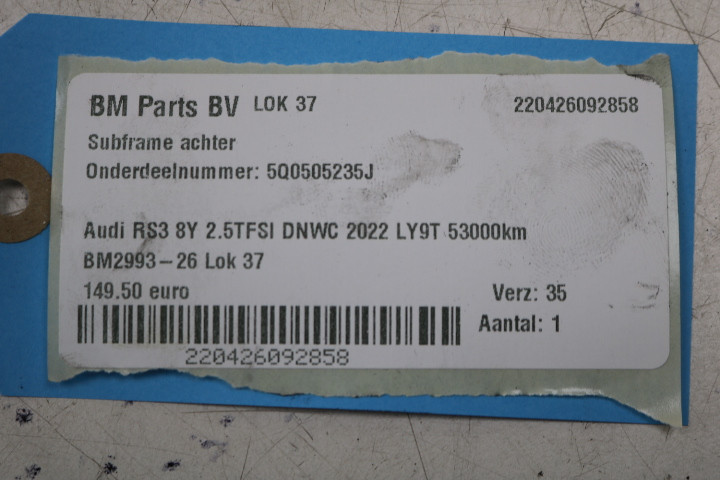 BM Parts BV LOK 37 220426092858
Subframe achter
Onderdeelnummer: 5Q0505235J
Audi RS3 8Y 2.5TFSI DNWC 2022 LY9T 53000km
BM2993-26 Lok 37
149.50 euro Verz: 35
Aantal: 1
220426092858